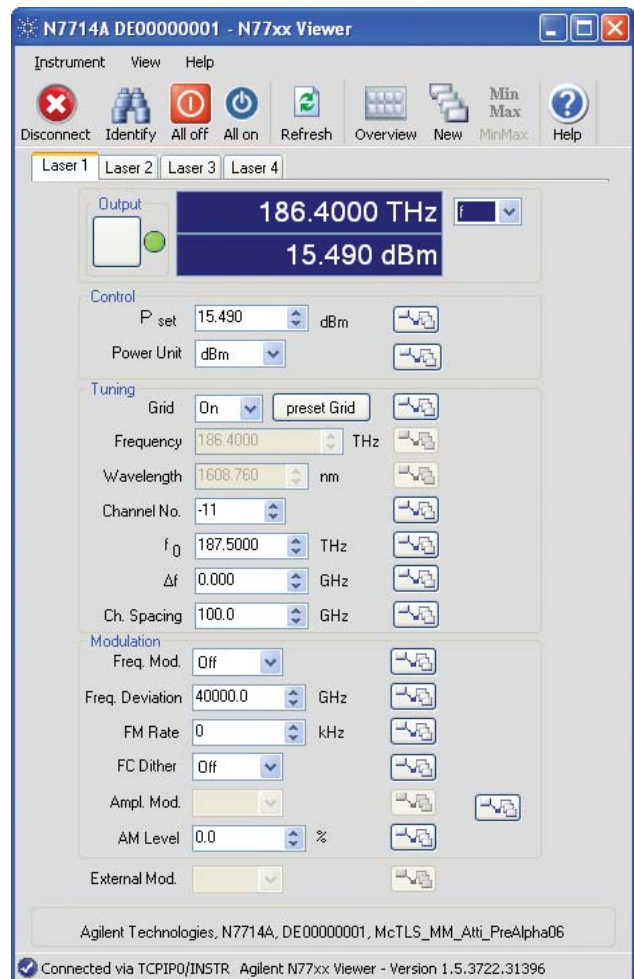 N7714A DE00000001 - N77xx Viewer
Instrument View Help
Disconnect Identify All off All on Refresh Overview New MinMax Help
Min
Max
Laser 1 Laser 2 Laser 3 Laser 4
Output
186.4000 THz f
15.490 dBm
Control
P set 15.490 dBm
Power Unit dBm
Tuning
Grid On preset Grid
Frequency 186.4000 THz
Wavelength 1608.760 nm
Channel No. -11
f 0 187.5000 THz
Δf 0.000 GHz
Ch. Spacing 100.0 GHz
Modulation
Freq. Mod. Off
Freq. Deviation 40000.0 GHz
FM Rate 0 kHz
FC Dither Off
Ampl. Mod.
AM Level 0.0 %
External Mod.
Agilent Technologies, N7714A, DE00000001, McTLS_MM_Atti_PreAlpha06
Connected via TCPIP0/INSTR Agilent N77xx Viewer - Version 1.5.3722.31396